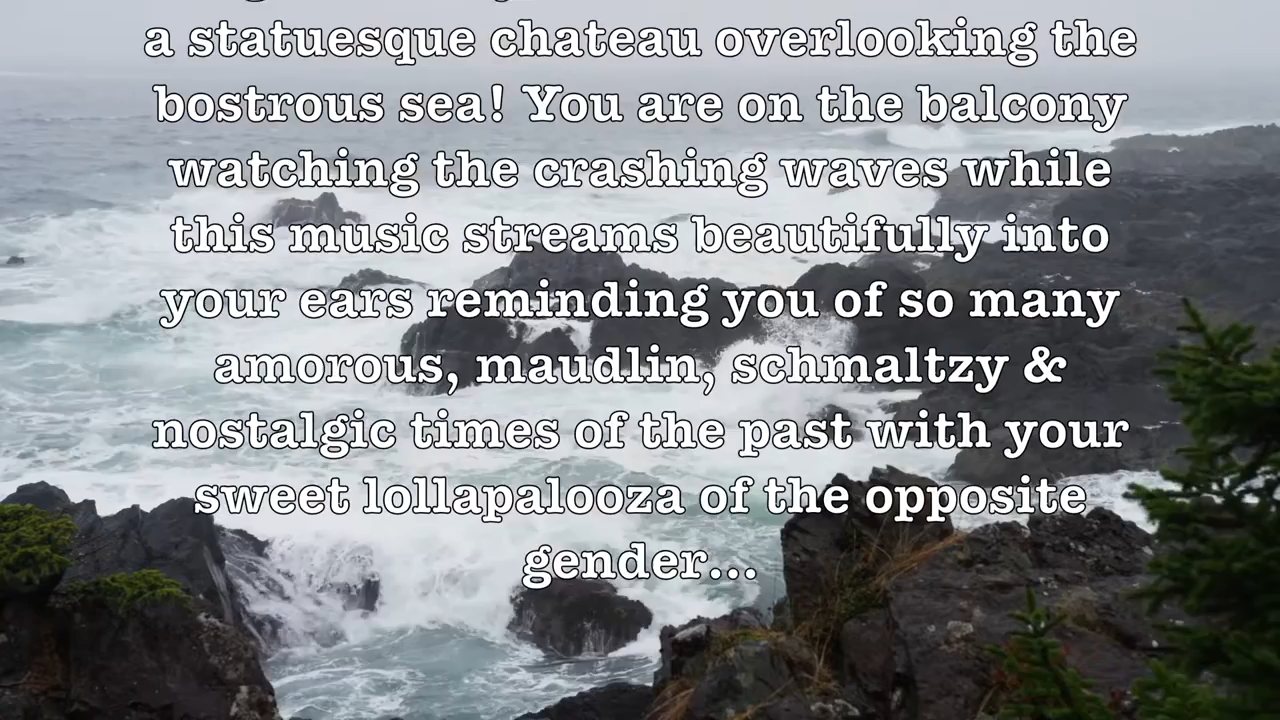 a statuesque chateau overlooking the
bostrous sea! You are on the balcony
watching the crashing waves while
this music streams beautifully into
your ears reminding you of so many
amorous, maudlin, schmaltzy &
nostalgic times of the past with your
sweet lollapalooza of the opposite
gender...